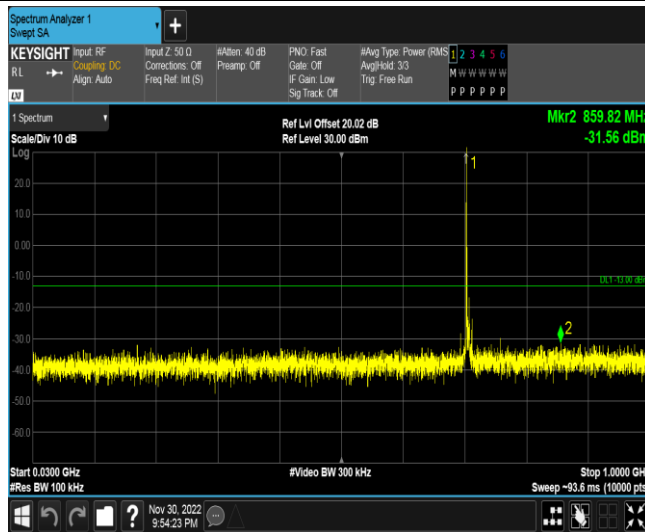 Spectrum Analyzer 1
Swept SA
+
KEYSIGHT
RL
LXI
Input: RF
Coupling: DC
Align: Auto
Input Z: 50 Ω
Corrections: Off
Freq Ref: Int (S)
#Atten: 40 dB
Preamp: Off
PNO: Fast
Gate: Off
IF Gain: Low
Sig Track: Off
#Avg Type: Power (RMS
Avg|Hold: 3/3
Trig: Free Run
1 2 3 4 5 6
M W W W W W
P P P P P P
1 Spectrum
Scale/Div 10 dB
Ref Lvl Offset 20.02 dB
Ref Level 30.00 dBm
Mkr2 859.82 MHz
-31.56 dBm
Log
20.0
10.0
0.00
-10.0
-20.0
-30.0
-40.0
-50.0
-60.0
1
DL1 -13.00 dBm
2
Start 0.0300 GHz
#Res BW 100 kHz
#Video BW 300 kHz
Stop 1.0000 GH
Sweep ~93.6 ms (10000 pts
?
Nov 30, 2022
9:54:23 PM